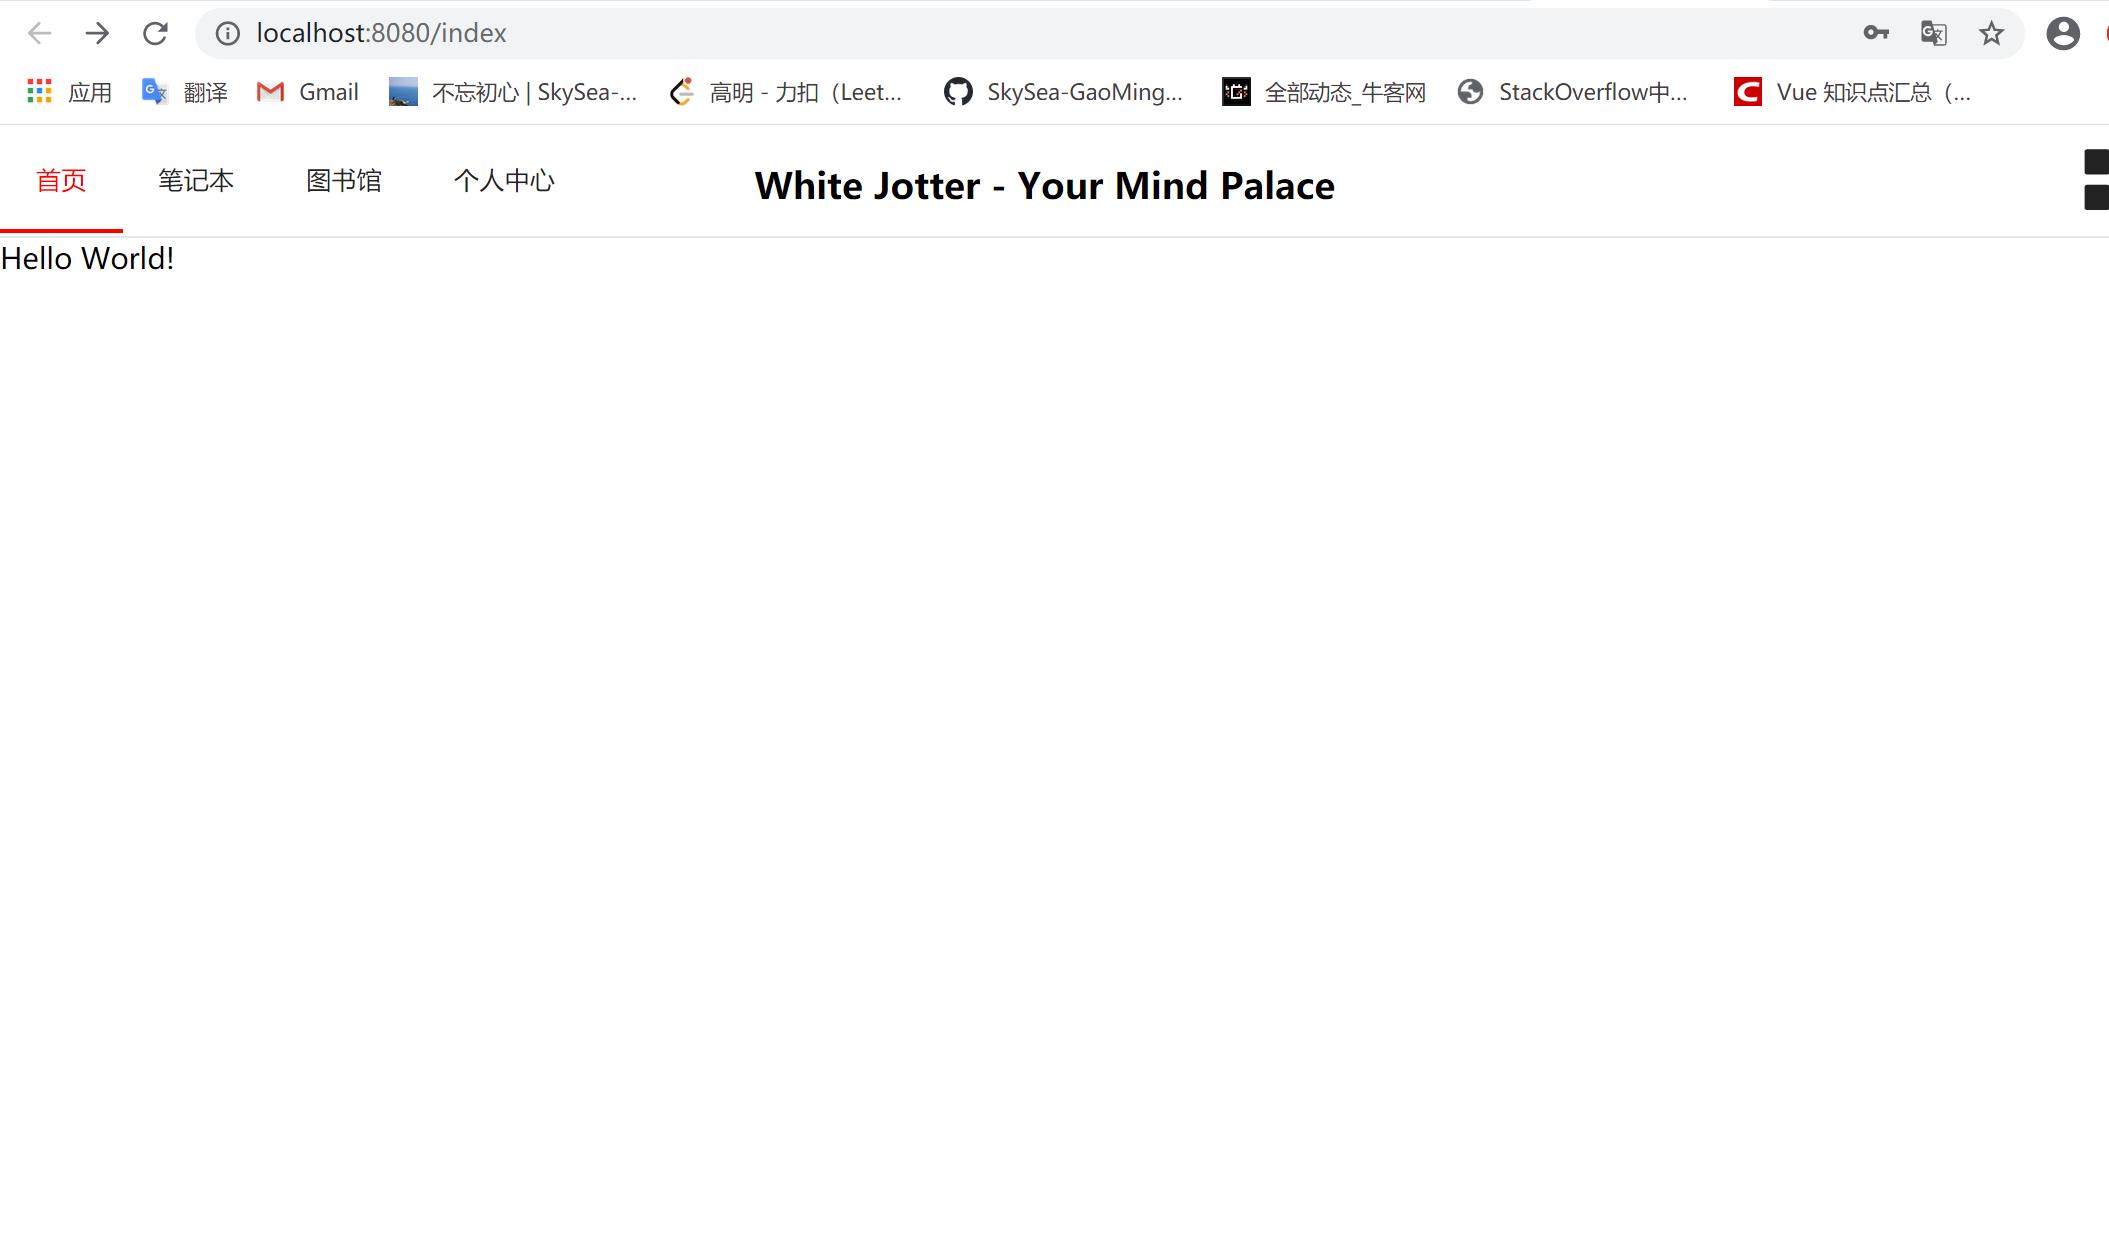 localhost:8080/index
应用 翻译 Gmail 不忘初心 | SkySea-... 高明 - 力扣（Leet... SkySea-GaoMing... 全部动态_牛客网 StackOverflow中... Vue 知识点汇总（...
首页 笔记本 图书馆 个人中心 White Jotter - Your Mind Palace
Hello World!